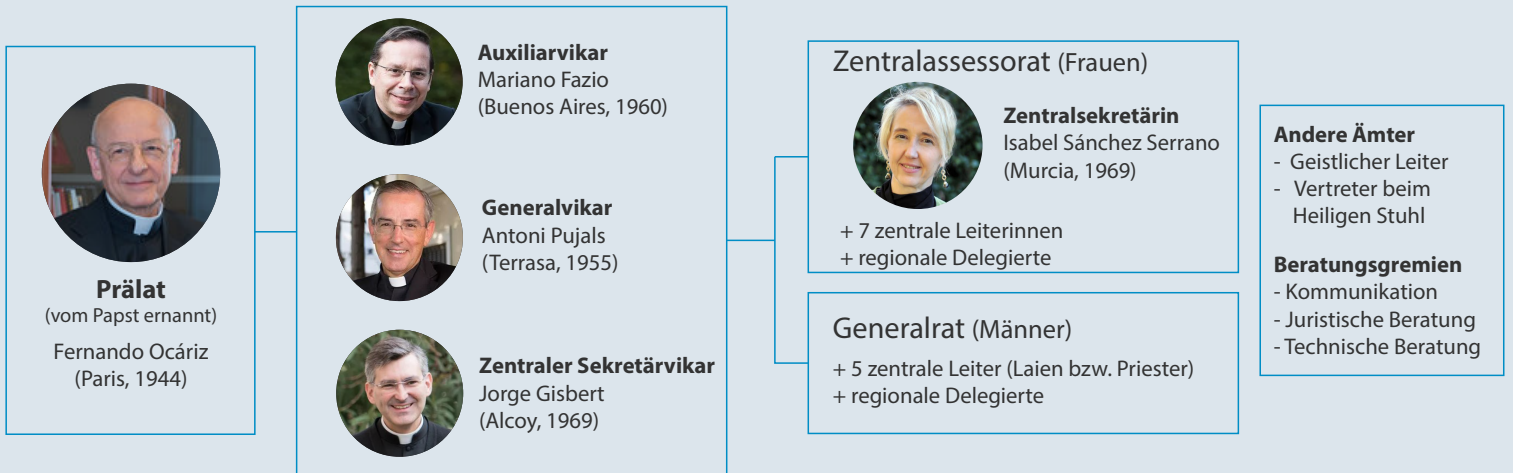 Prälat
(vom Papst ernannt)
Fernando Ocáriz
(Paris, 1944)
Auxiliarvikar
Mariano Fazio
(Buenos Aires, 1960)
Generalvikar
Antoni Pujals
(Terrasa, 1955)
Zentraler Sekretärvikar
Jorge Gisbert
(Alcoy, 1969)
Zentralassessorat (Frauen)
Zentralsekretärin
Isabel Sánchez Serrano
(Murcia, 1969)
+ 7 zentrale Leiterinnen
+ regionale Delegierte
Generalrat (Männer)
+ 5 zentrale Leiter (Laien bzw. Priester)
+ regionale Delegierte
Andere Ämter
- Geistlicher Leiter
- Vertreter beim
Heiligen Stuhl
Beratungsgremien
- Kommunikation
- Juristische Beratung
- Technische Beratung